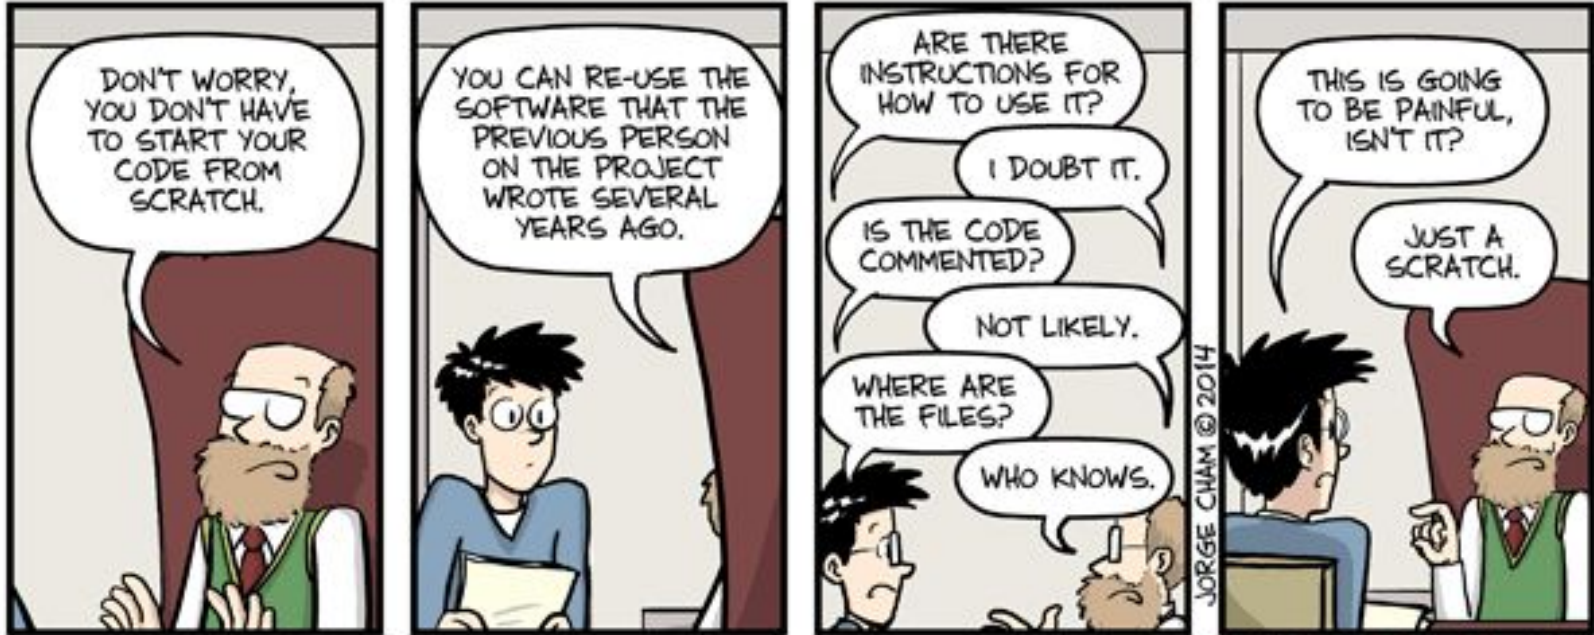 DON'T WORRY,
YOU DON'T HAVE
TO START YOUR
CODE FROM
SCRATCH.
YOU CAN RE-USE THE
SOFTWARE THAT THE
PREVIOUS PERSON
ON THE PROJECT
WROTE SEVERAL
YEARS AGO.
ARE THERE
INSTRUCTIONS FOR
HOW TO USE IT?
I DOUBT IT.
IS THE CODE
COMMENTED?
NOT LIKELY.
WHERE ARE
THE FILES?
WHO KNOWS.
JORGE CHAM © 2014
THIS IS GOING
TO BE PAINFUL,
ISN'T IT?
JUST A
SCRATCH.